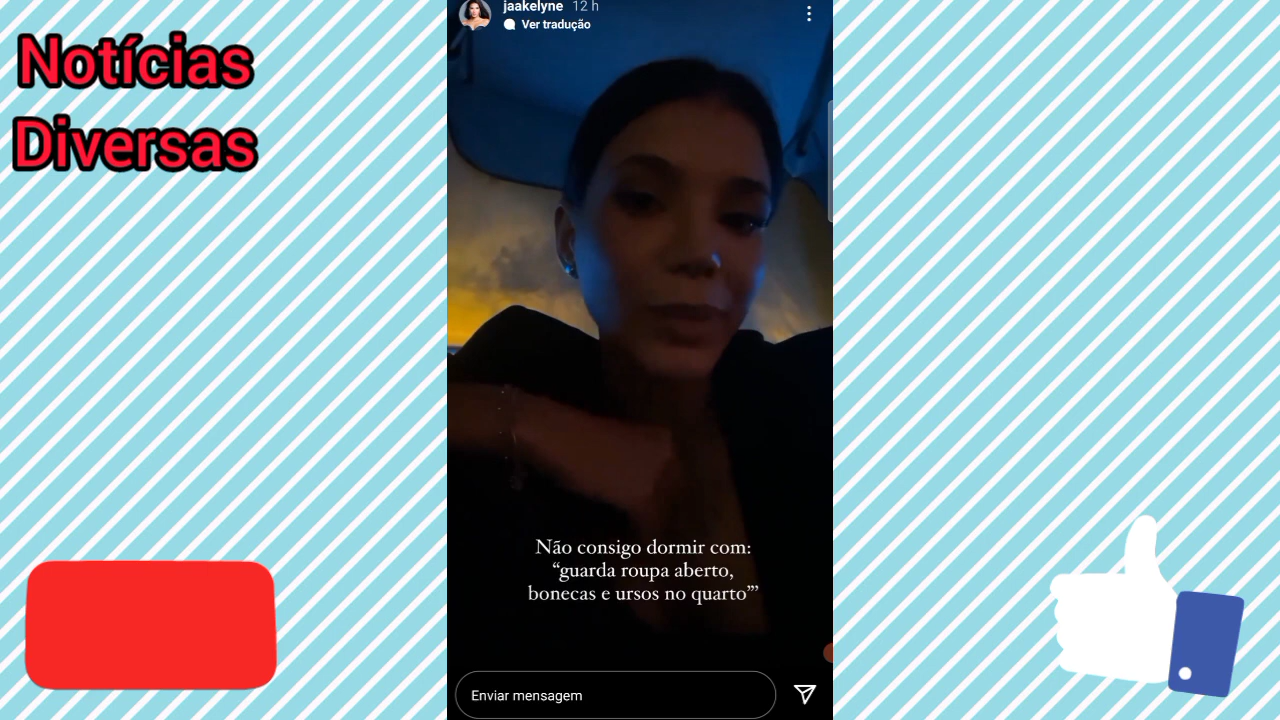 Notícias
Diversas
jaakelyne 12 h
Ver tradução
Não consigo dormir com:
“guarda roupa aberto,
bonecas e ursos no quarto”’
Enviar mensagem